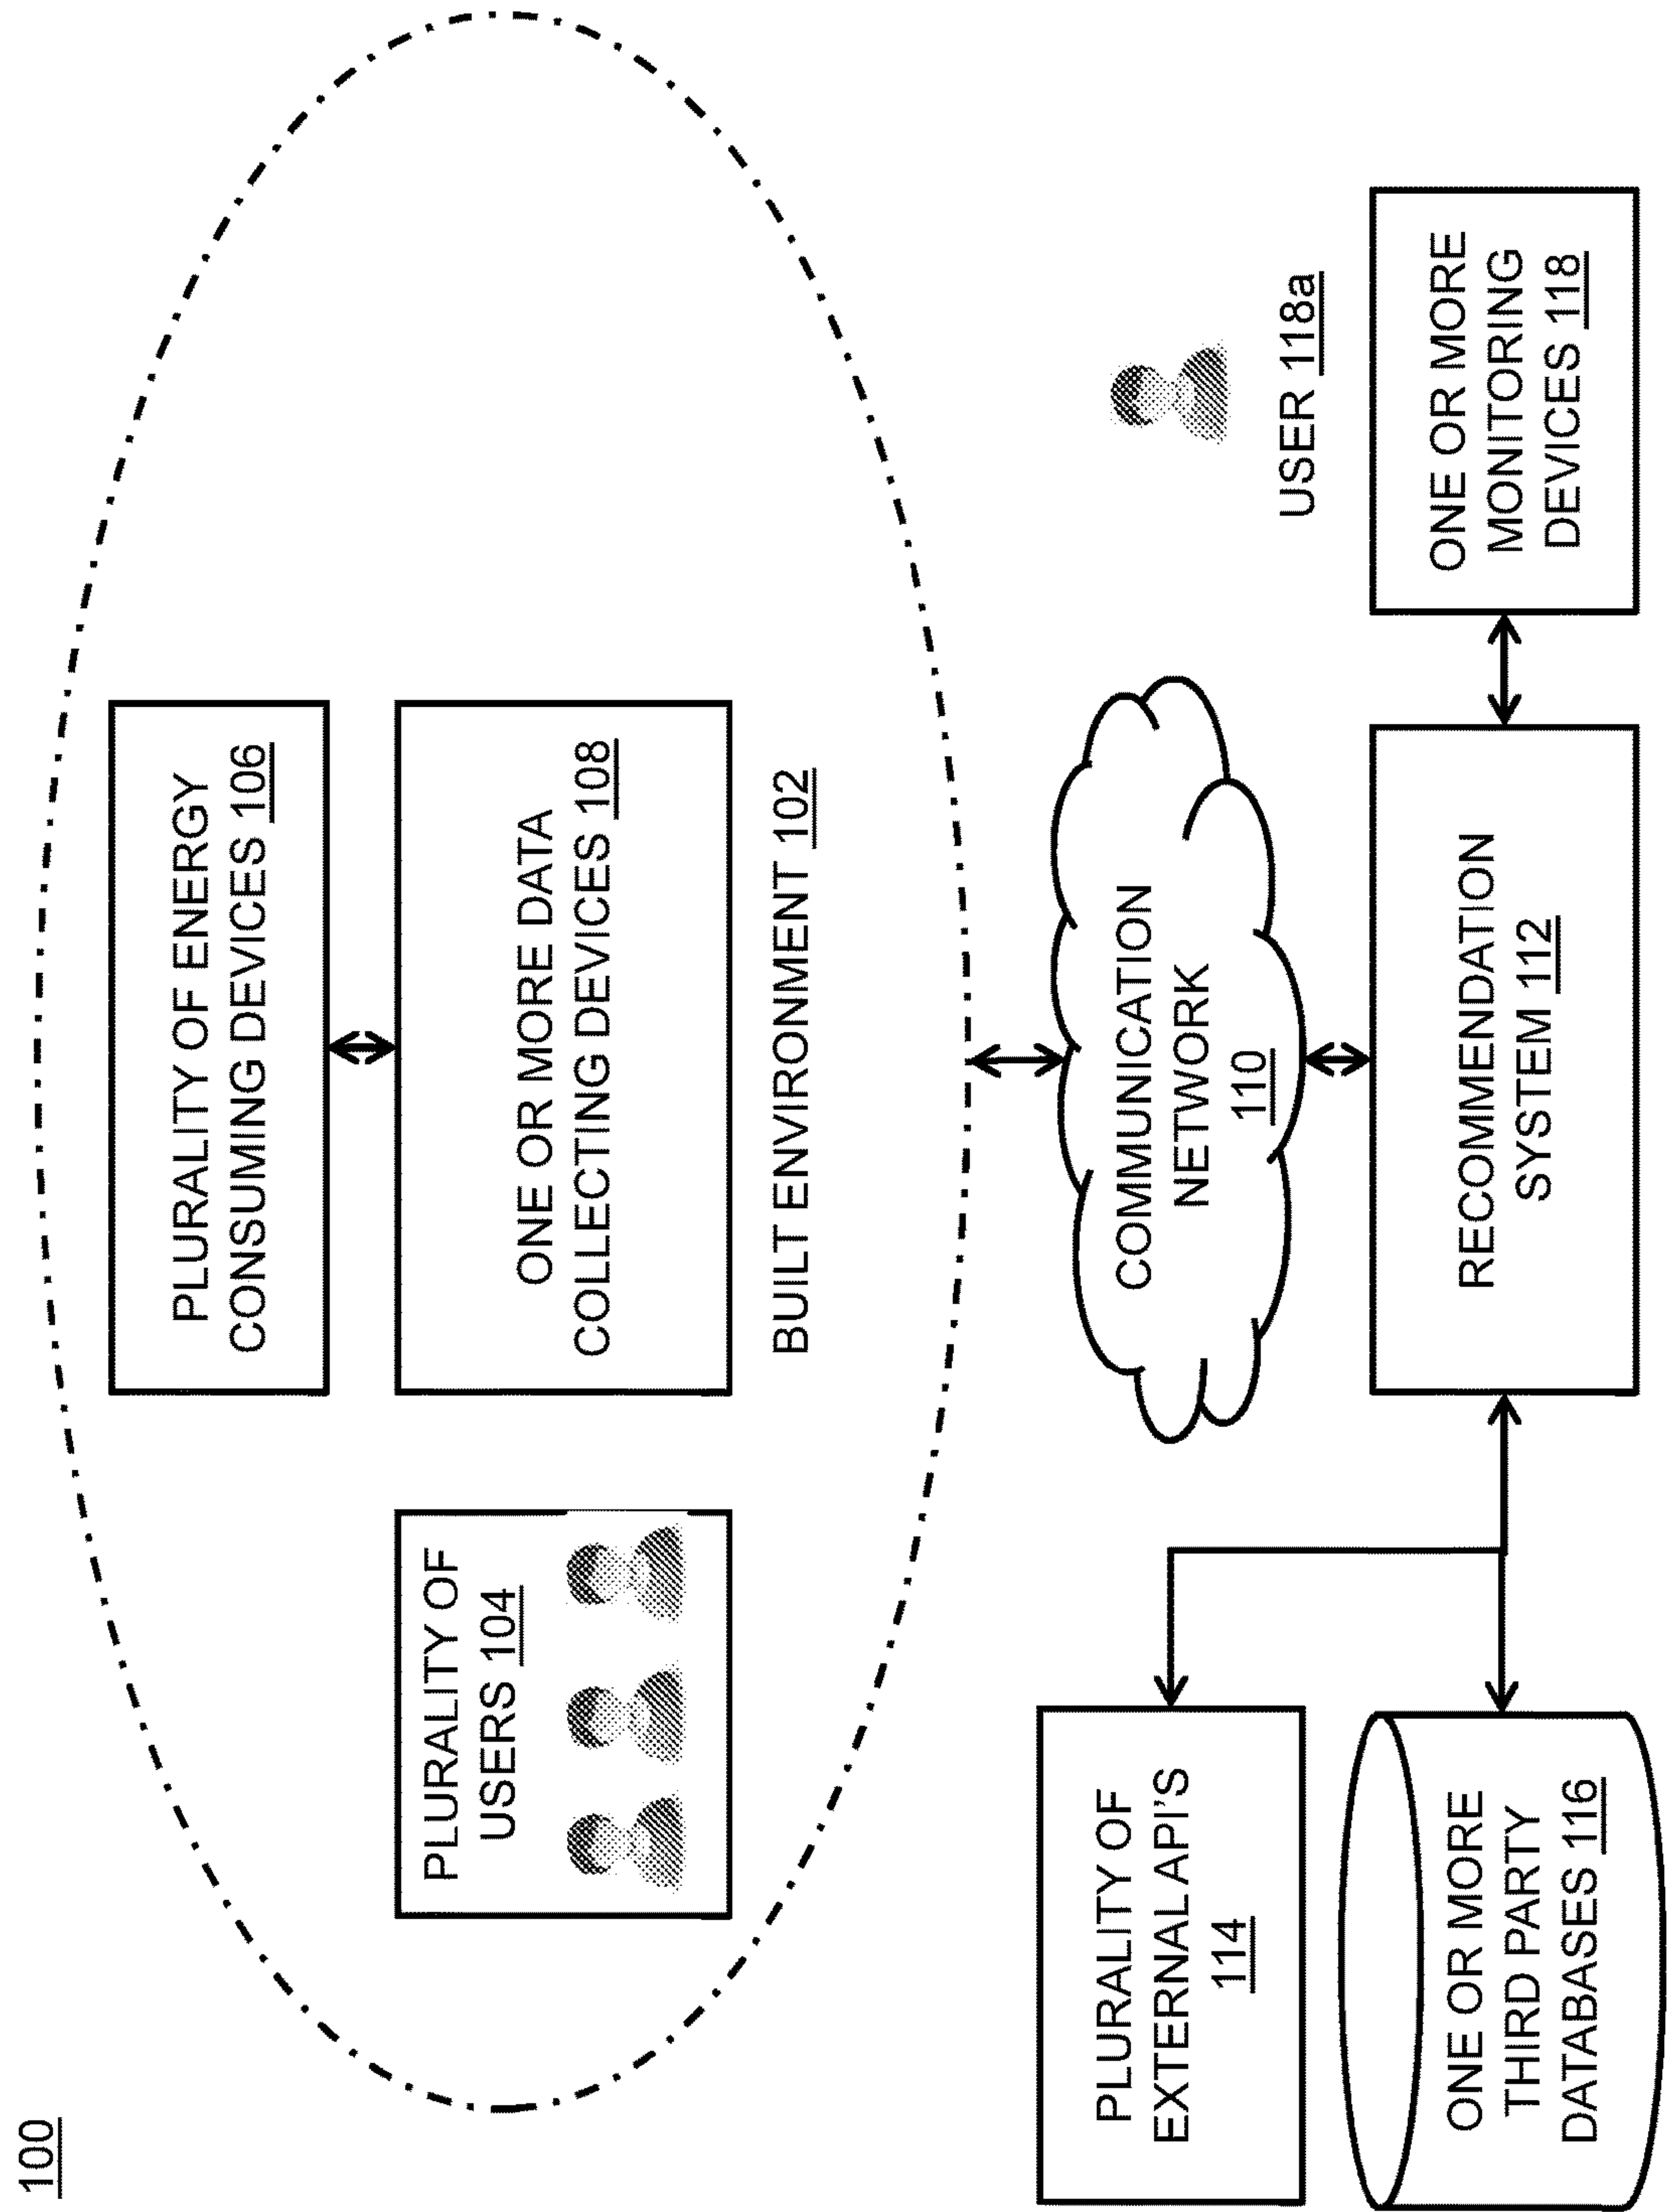 100
PLURALITY OF ENERGY
CONSUMING DEVICES 106
PLURALITY OF
USERS 104
ONE OR MORE DATA
COLLECTING DEVICES 108
BUILT ENVIRONMENT 102
COMMUNICATION
NETWORK
110
USER 118a
PLURALITY OF
EXTERNAL API'S
114
ONE OR MORE
THIRD PARTY
DATABASES 116
RECOMMENDATION
SYSTEM 112
ONE OR MORE
MONITORING
DEVICES 118